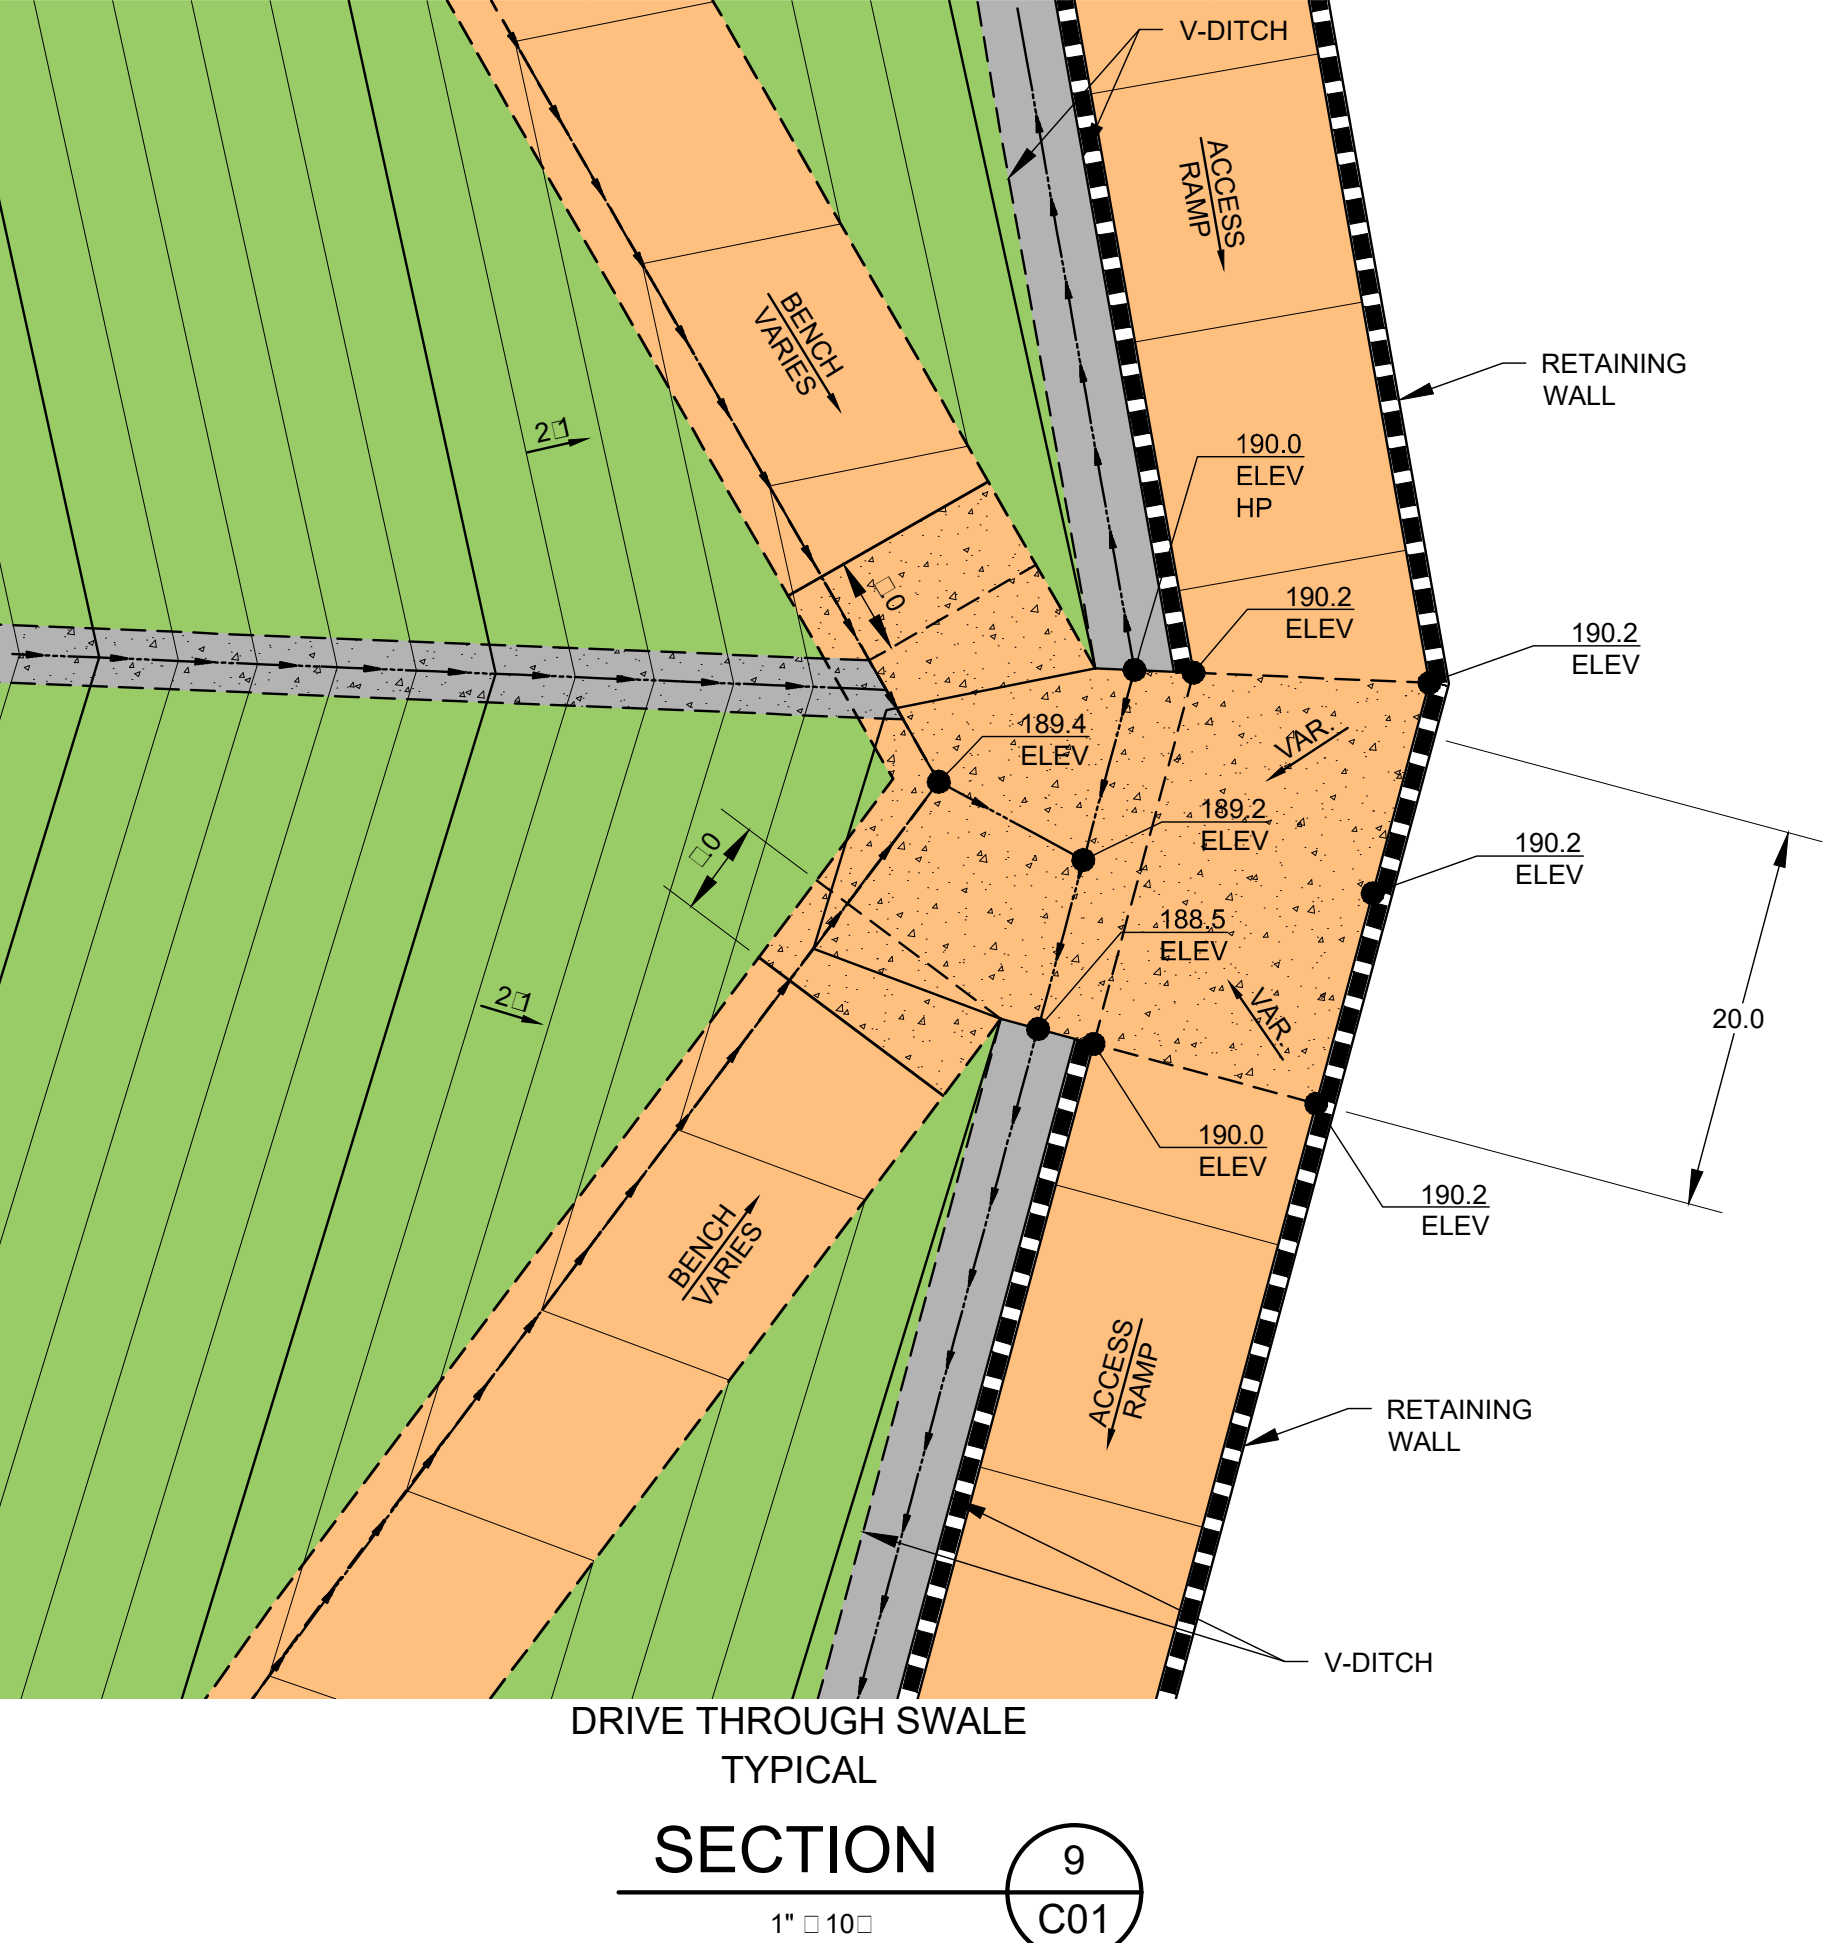 V-DITCH
ACCESS
RAMP
BENCH
VARIES
RETAINING
WALL
2□1
190.0
ELEV
HP
□.0
190.2
ELEV
190.2
ELEV
189.4
ELEV
VAR.
189.2
ELEV
□.0
190.2
ELEV
188.5
ELEV
2□1
VAR.
20.0
190.0
ELEV
190.2
ELEV
BENCH
VARIES
ACCESS
RAMP
RETAINING
WALL
V-DITCH
DRIVE THROUGH SWALE
TYPICAL
SECTION
9
C01
1" □ 10□